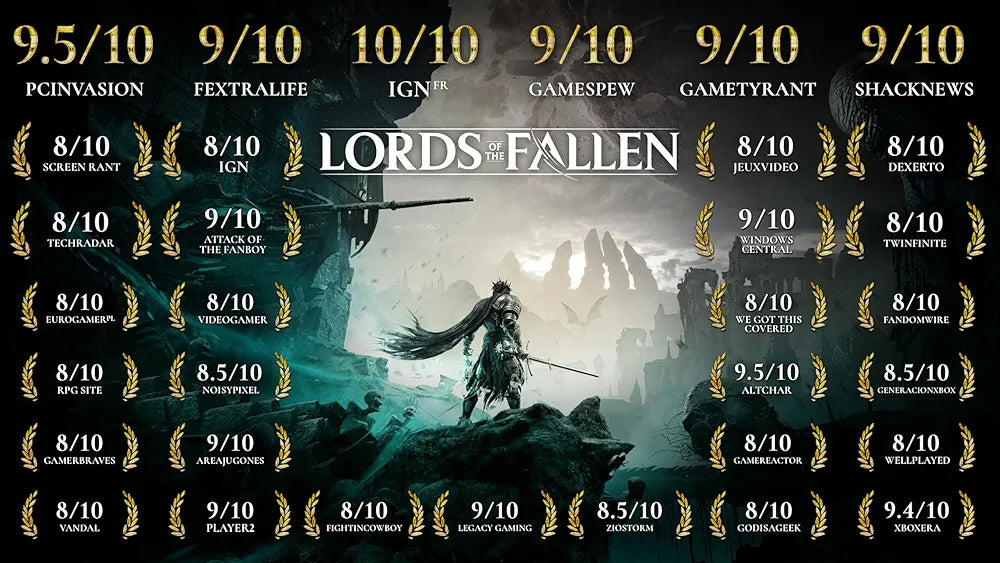 9.5/10 9/10 10/10 9/10 9/10 9/10
PCINVASION FEXTRALIFE IGN FR GAMESPEW GAMETYRANT SHACKNEWS
LORDS OF THE FALLEN
8/10 8/10 8/10 8/10
SCREEN RANT IGN JEUXVIDEO DEXERTO
8/10 9/10 9/10 8/10
TECHRADAR ATTACK OF WINDOWS TWINFINITE
THE FANBOY CENTRAL
8/10 8/10 8/10 8/10
EUROGAMER PL VIDEOGAMER WE GOT THIS FANDOMWIRE
COVERED
8/10 8.5/10 9.5/10 8.5/10
RPG SITE NOISYPIXEL ALTCHAR GENERACIONXBOX
8/10 9/10 8/10 8/10
GAMERBRAVES AREAJUGONES GAMEREACTOR WELLPLAYED
8/10 9/10 8/10 9/10 8.5/10 8/10 9.4/10
VANDAL PLAYER2 FIGHTINCOWBOY LEGACY GAMING ZIOSTORM GODISAGEEK XBOXERA